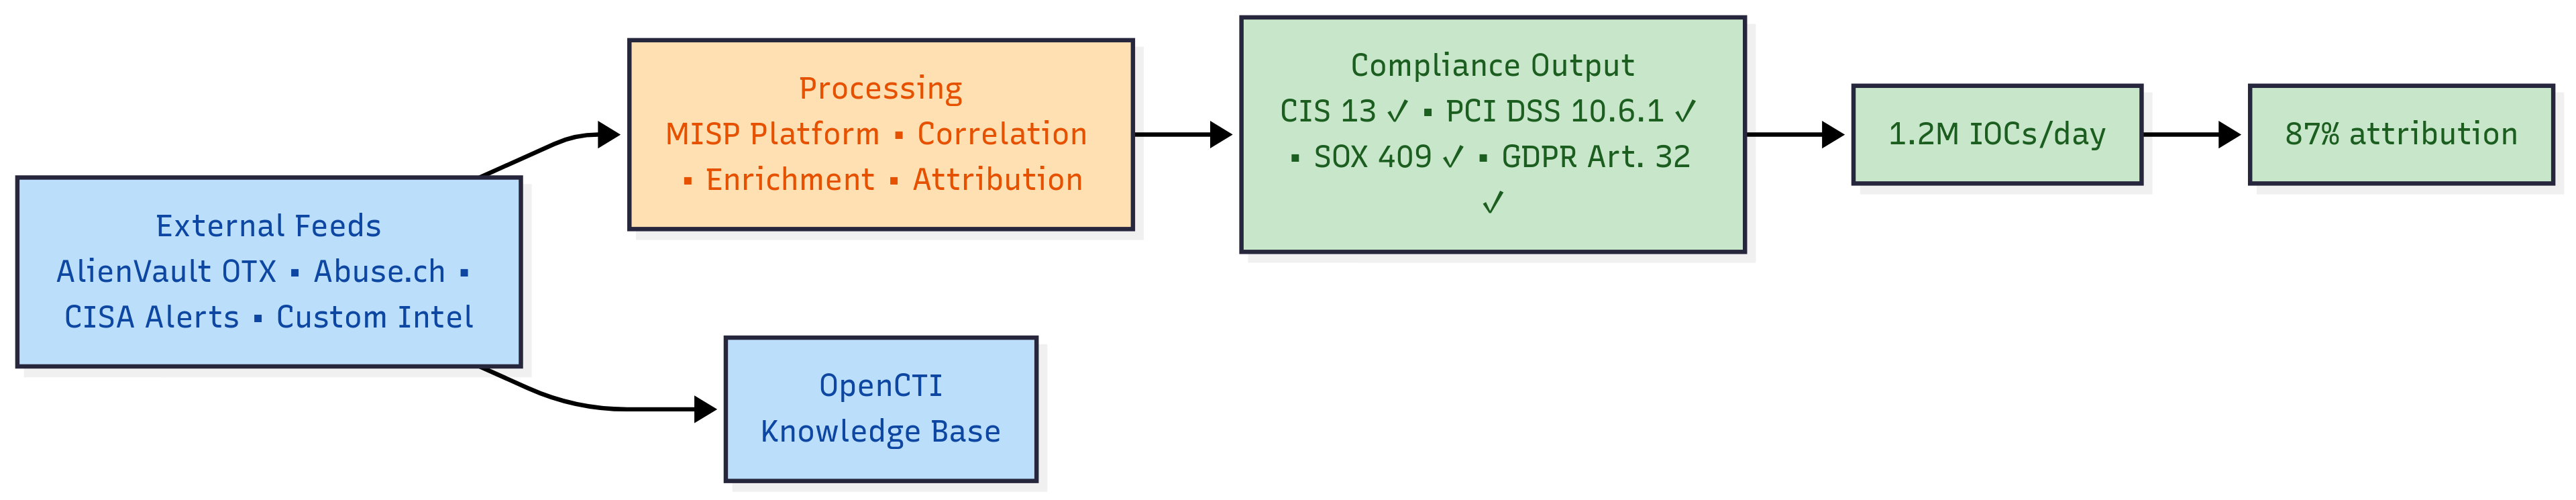 External Feeds
AlienVault OTX ▪ Abuse.ch ▪
CISA Alerts ▪ Custom Intel
Processing
MISP Platform ▪ Correlation
▪ Enrichment ▪ Attribution
OpenCTI
Knowledge Base
Compliance Output
CIS 13 ✓ ▪ PCI DSS 10.6.1 ✓
▪ SOX 409 ✓ ▪ GDPR Art. 32
✓
1.2M IOCs/day
87% attribution